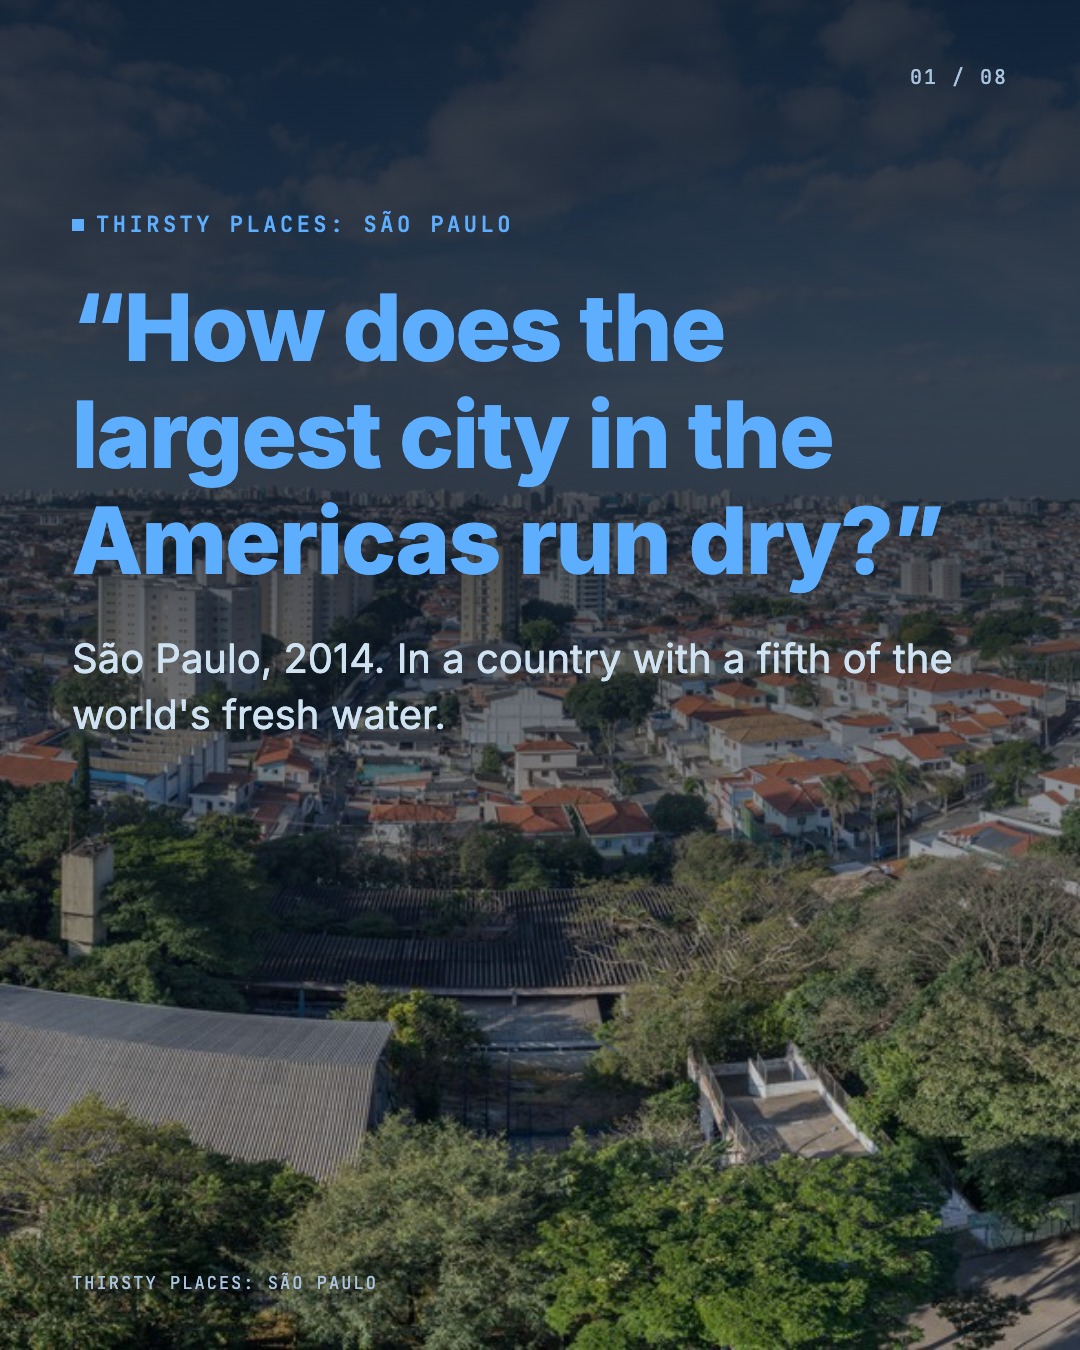 01 / 08
THIRSTY PLACES: SÃO PAULO
“How does the
largest city in the
Americas run dry?”
São Paulo, 2014. In a country with a fifth of the
world's fresh water.
THIRSTY PLACES: SÃO PAULO